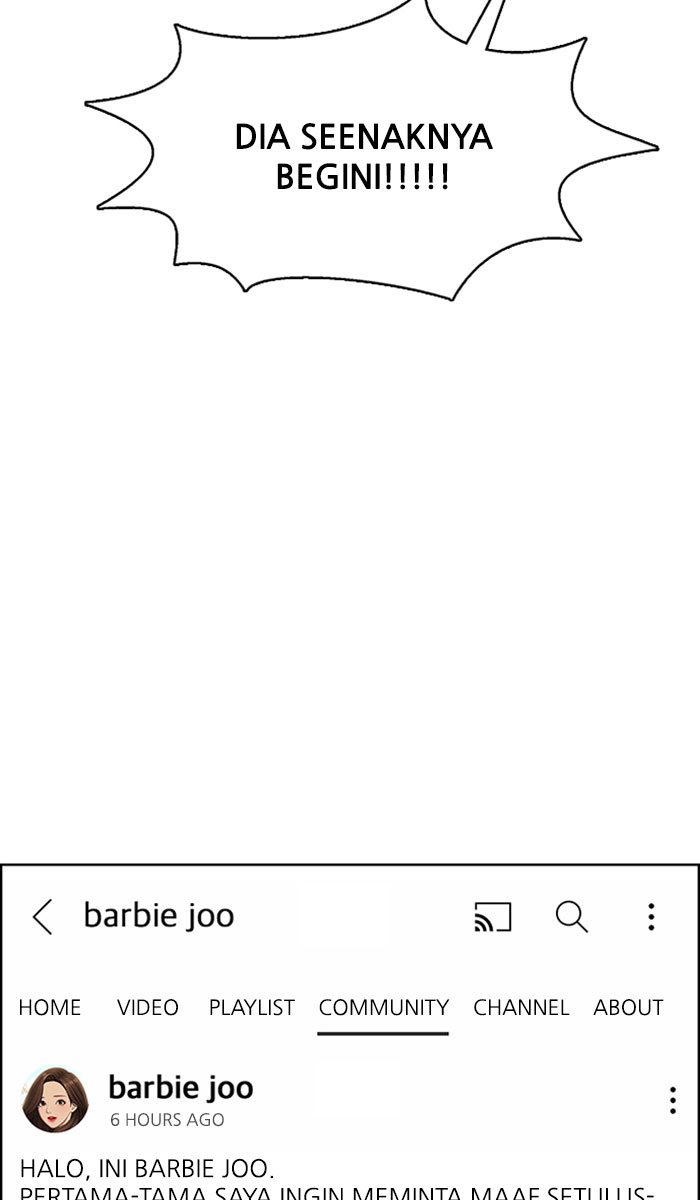 DIA SEENAKNYA
BEGINI!!!!!
barbie joo
HOME VIDEO PLAYLIST COMMUNITY CHANNEL ABOUT
barbie joo
6 HOURS AGO
HALO, INI BARBIE JOO.
PERTAMA-TAMA SAYA INGIN MEMINTA MAAF SETULUS-